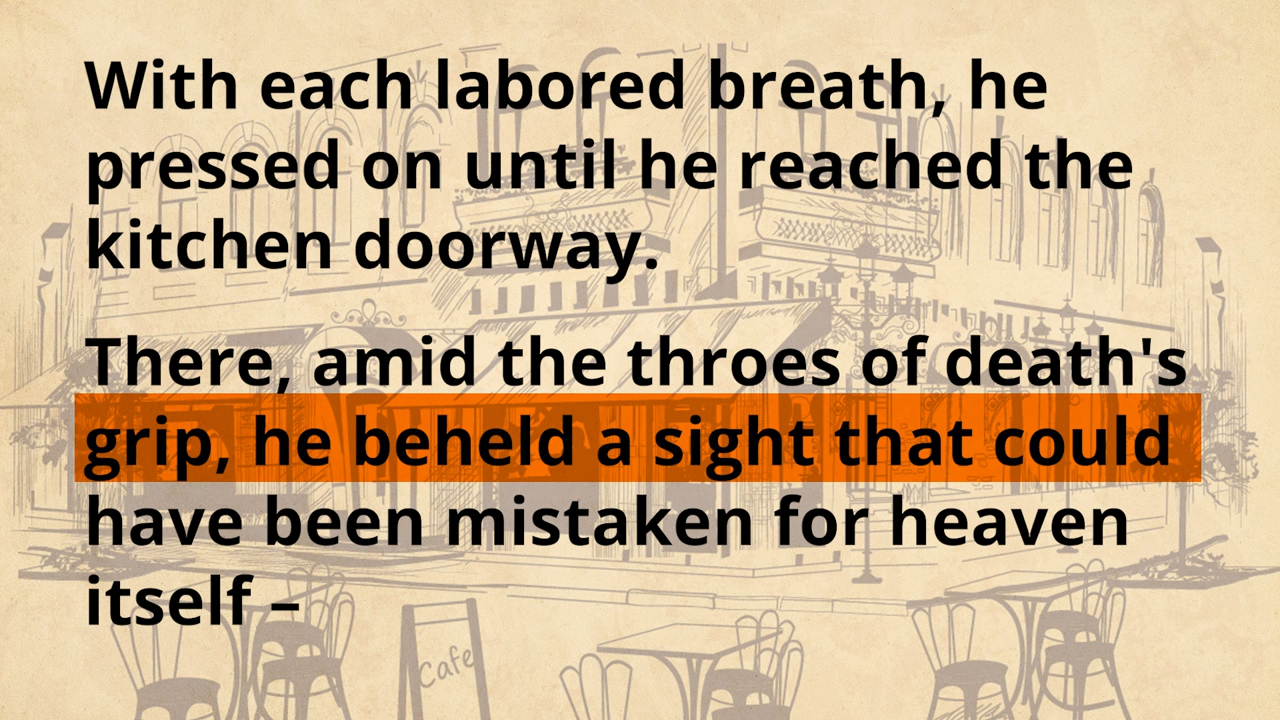 With each labored breath, he
pressed on until he reached the
kitchen doorway.
There, amid the throes of death's
grip, he beheld a sight that could
have been mistaken for heaven
itself –
Cafe